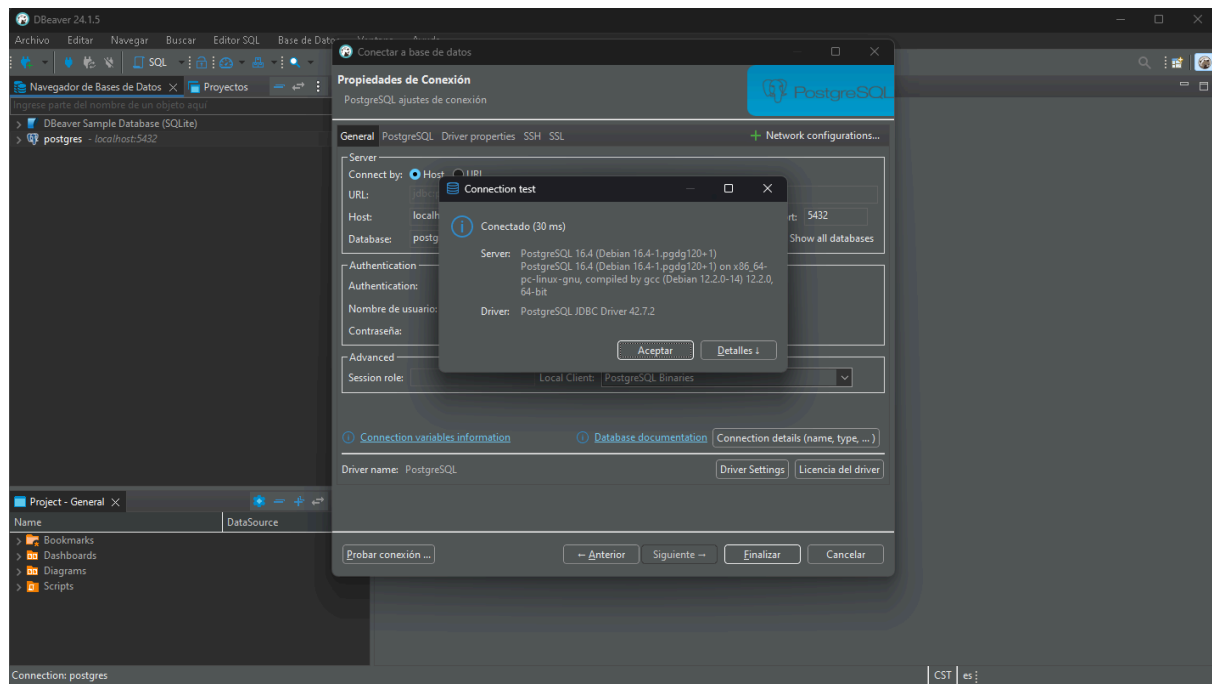 DBeaver 24.1.5
Archivo Editar Navegar Buscar Editor SQL Base de Datos Ventana Ayuda
SQL
Navegador de Bases de Datos Proyectos
Ingrese parte del nombre de un objeto aquí
DBeaver Sample Database (SQLite)
postgres - localhost:5432
Conectar a base de datos
Propiedades de Conexión
PostgreSQL ajustes de conexión
PostgreSQL
General PostgreSQL Driver properties SSH SSL
Network configurations...
Server
Connect by: Host URL
URL:
Host: localh
5432
Database: postg
Show all databases
Authentication
Authentication:
Nombre de usuario:
Contraseña:
Advanced
Session role: Local Client: PostgreSQL Binaries
Connection test
Conectado (30 ms)
Server: PostgreSQL 16.4 (Debian 16.4-1.pgdg120+1)
PostgreSQL 16.4 (Debian 16.4-1.pgdg120+1) on x86_64-
pc-linux-gnu, compiled by gcc (Debian 12.2.0-14) 12.2.0,
64-bit
Driver: PostgreSQL JDBC Driver 42.7.2
Aceptar Detalles ↓
Connection variables information Database documentation Connection details (name, type, ... )
Driver name: PostgreSQL Driver Settings Licencia del driver
Probar conexión ... ← Anterior Siguiente → Finalizar Cancelar
Project - General
Name DataSource
Bookmarks
Dashboards
Diagrams
Scripts
Connection: postgres
CST es